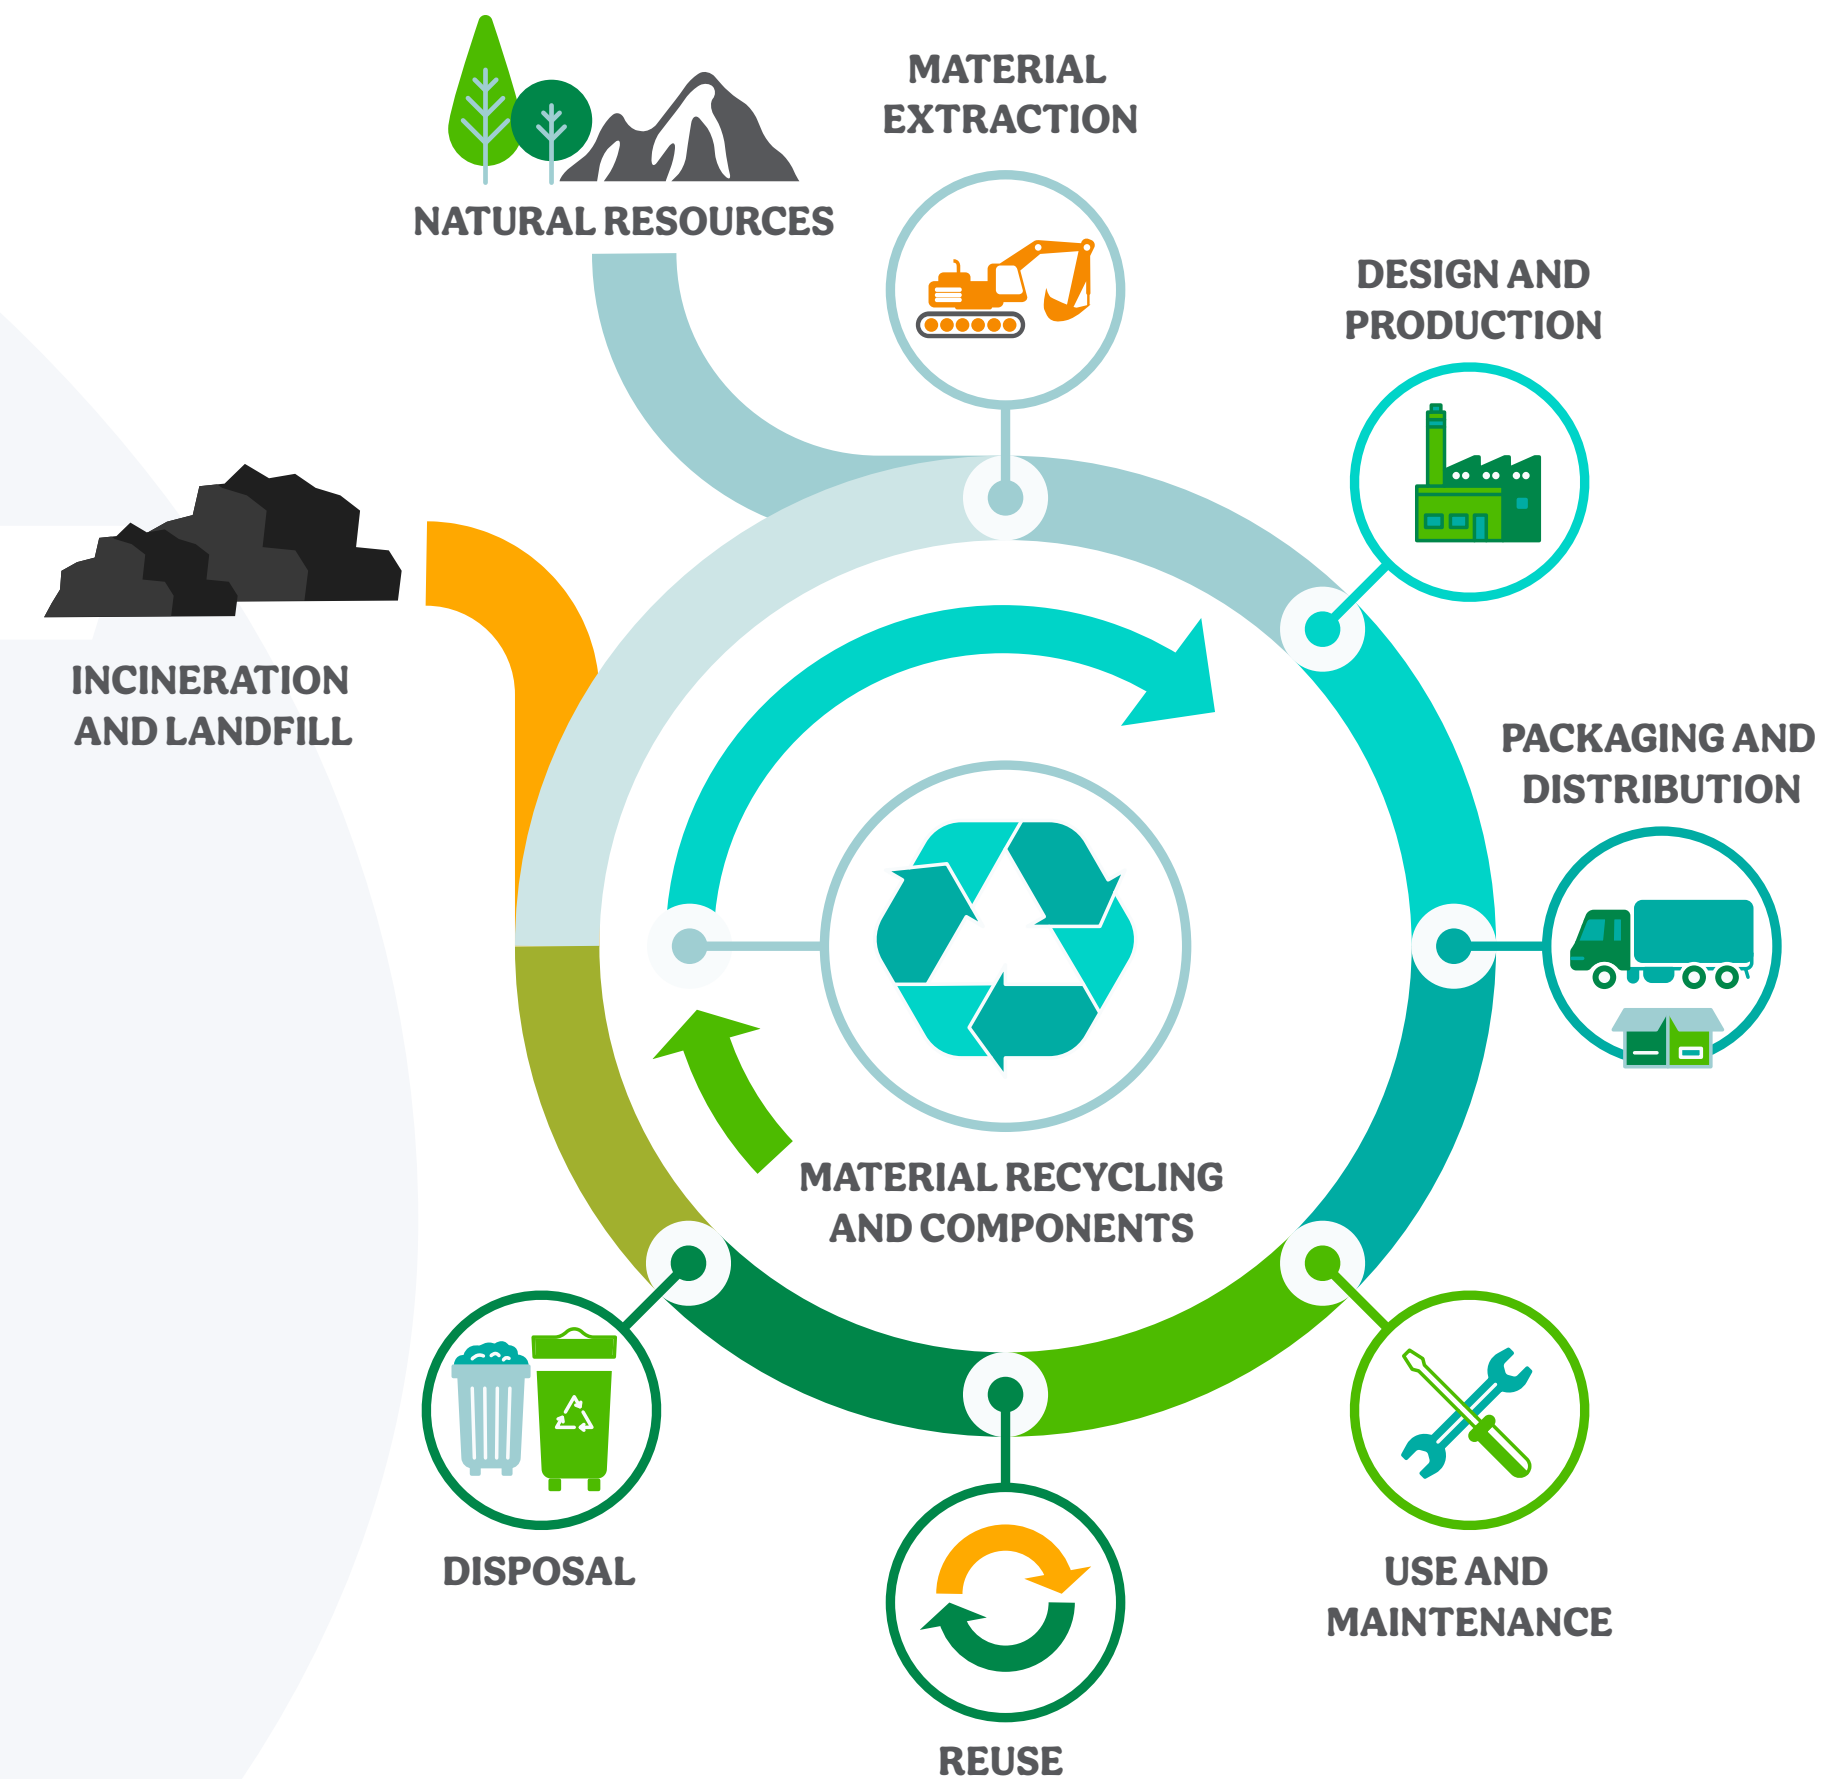 MATERIAL
EXTRACTION
NATURAL RESOURCES
DESIGN AND
PRODUCTION
INCINERATION
AND LANDFILL
PACKAGING AND
DISTRIBUTION
MATERIAL RECYCLING
AND COMPONENTS
DISPOSAL
USE AND
MAINTENANCE
REUSE